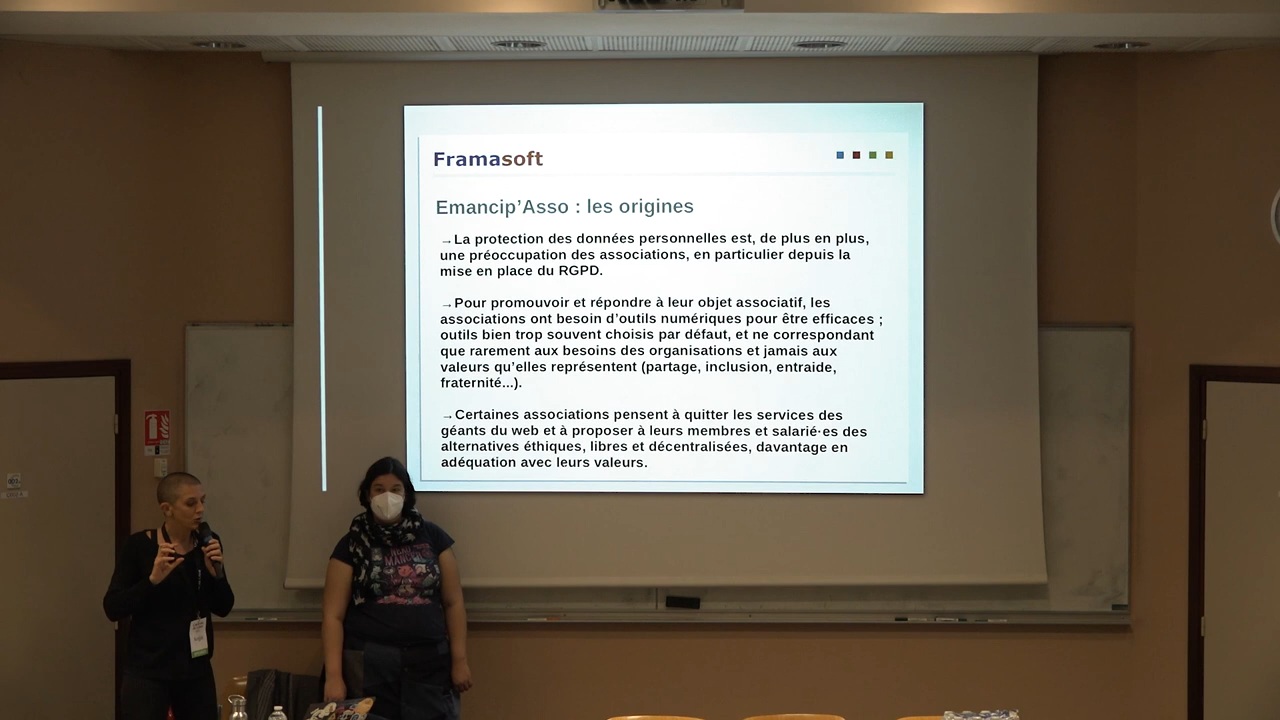 Framasoft
Emancip’Asso : les origines
→La protection des données personnelles est, de plus en plus,
une préoccupation des associations, en particulier depuis la
mise en place du RGPD.
→Pour promouvoir et répondre à leur objet associatif, les
associations ont besoin d’outils numériques pour être efficaces ;
outils bien trop souvent choisis par défaut, et ne correspondant
que rarement aux besoins des organisations et jamais aux
valeurs qu’elles représentent (partage, inclusion, entraide,
fraternité...).
→Certaines associations pensent à quitter les services des
géants du web et à proposer à leurs membres et salarié·es des
alternatives éthiques, libres et décentralisées, davantage en
adéquation avec leurs valeurs.